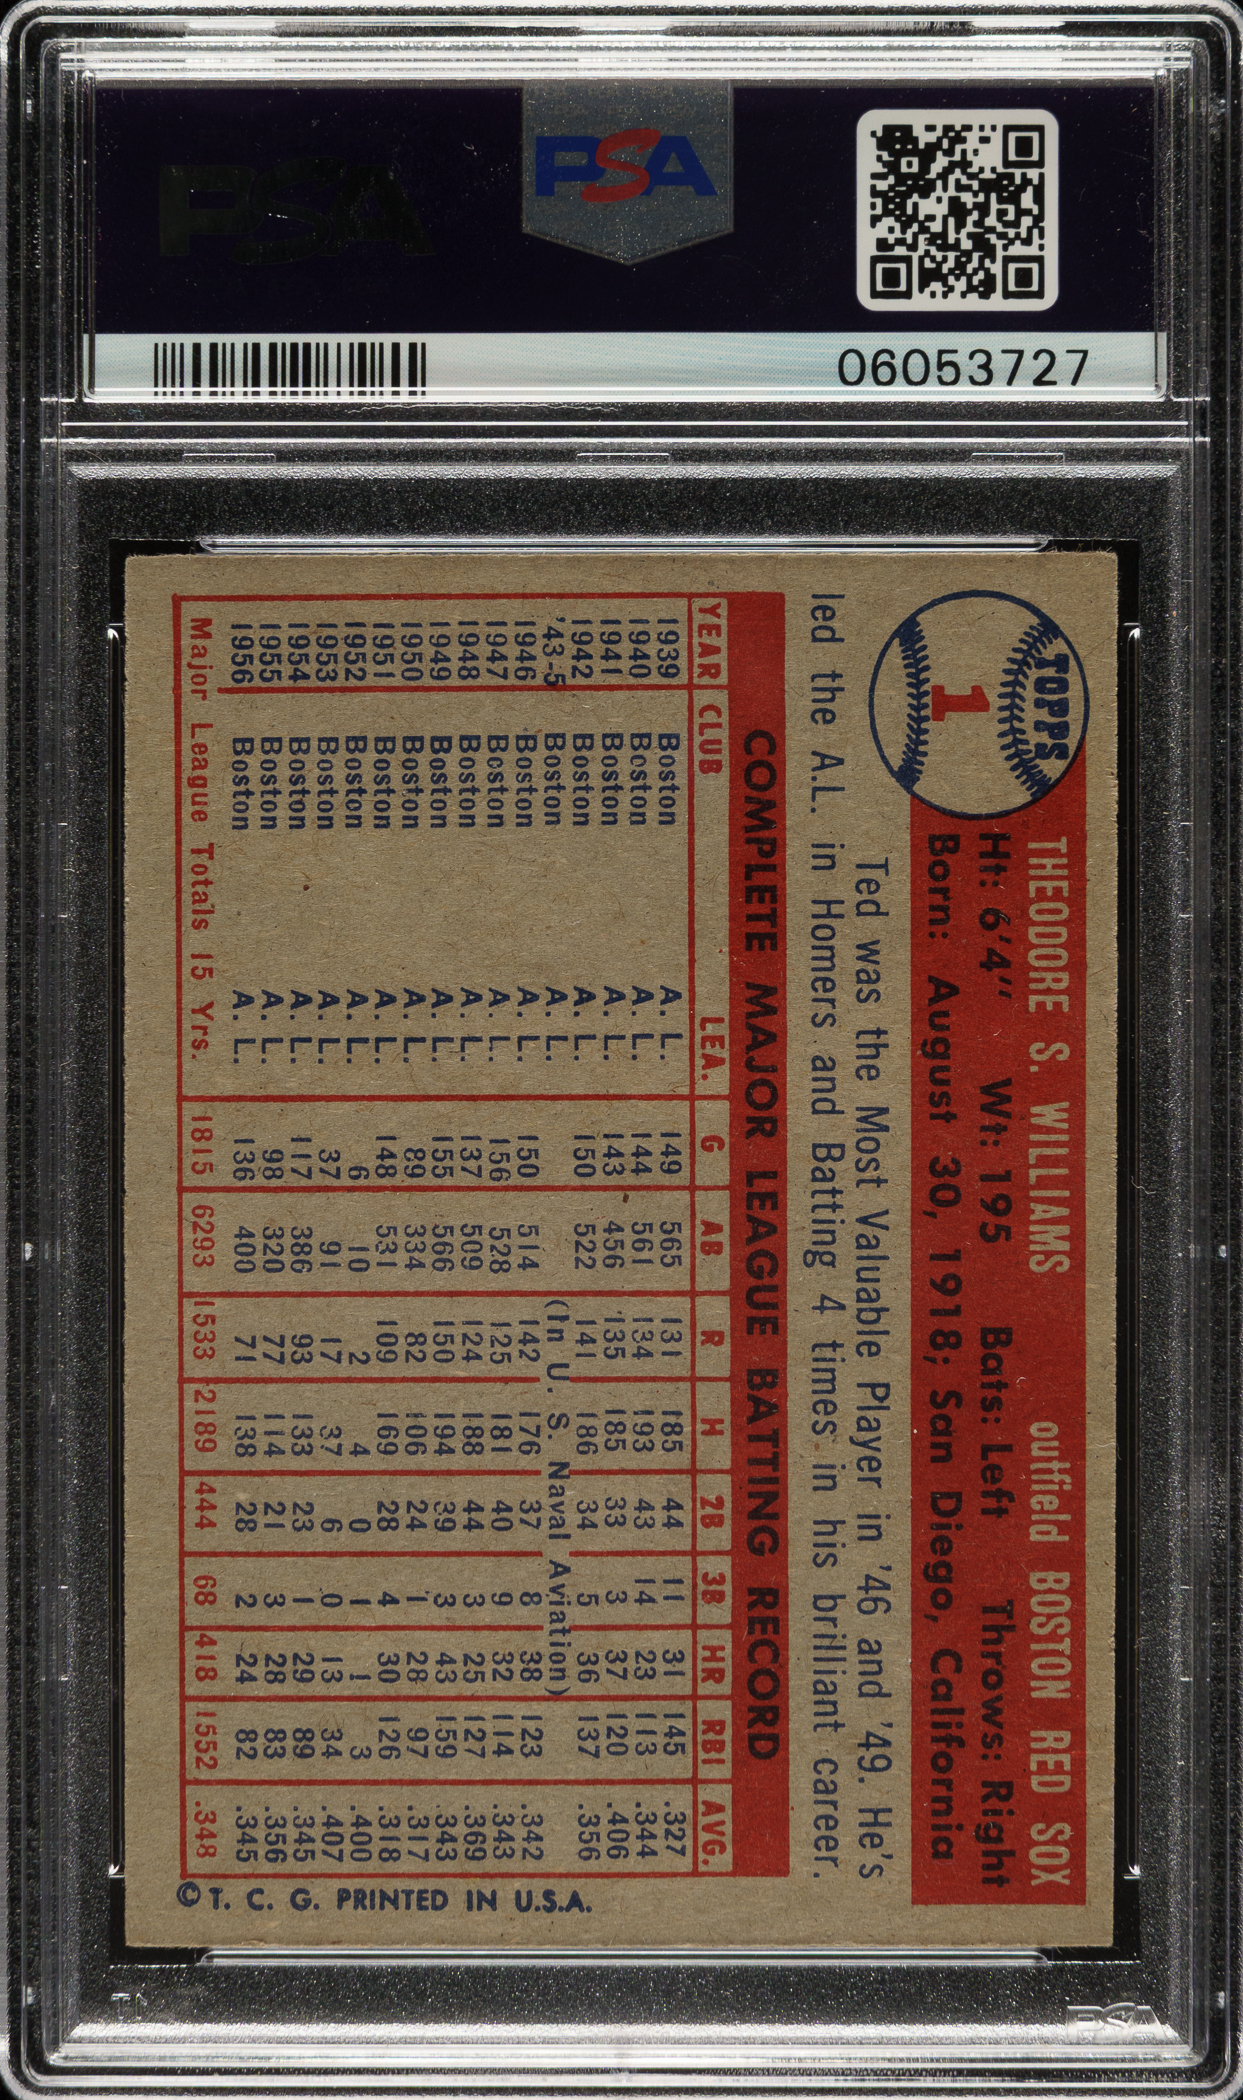 PSA
PSA
06053727
TOPPS
1
THEODORE S. WILLIAMS outfield BOSTON RED SOX
Ht: 6'4" Wt: 195 Bats: Left Throws: Right
Born: August 30, 1918; San Diego, California
Ted was the Most Valuable Player in '46 and '49. He's
led the A.L. in Homers and Batting 4 times in his brilliant career.
COMPLETE MAJOR LEAGUE BATTING RECORD
YEAR CLUB LEA. G AB R H 2B 3B HR RBI AVG.
1939 Boston A. L. 149 565 131 185 44 11 31 145 .327
1940 Boston A. L. 144 561 134 193 43 14 23 113 .344
1941 Boston A. L. 143 456 135 185 33 3 37 120 .406
1942 Boston A. L. 150 522 141 186 34 5 36 137 .356
'43-5 Boston A. L. (In U. S. Naval Aviation)
1946 Boston A. L. 150 514 142 176 37 8 38 123 .342
1947 Boston A. L. 156 528 125 181 40 9 32 114 .343
1948 Boston A. L. 137 509 124 188 44 3 25 127 .369
1949 Boston A. L. 155 566 150 194 39 3 43 159 .343
1950 Boston A. L. 89 334 82 106 24 1 28 97 .317
1951 Boston A. L. 148 531 109 169 28 4 30 126 .318
1952 Boston A. L. 6 10 2 4 0 1 1 3 .400
1953 Boston A. L. 37 91 17 37 6 0 13 34 .407
1954 Boston A. L. 117 386 93 133 23 1 29 89 .345
1955 Boston A. L. 98 320 77 114 21 3 28 83 .356
1956 Boston A. L. 136 400 71 138 28 2 24 82 .345
Major League Totals 15 Yrs. 1815 6293 1533 2189 444 68 418 1552 .348
© T. C. G. PRINTED IN U.S.A.
PSA